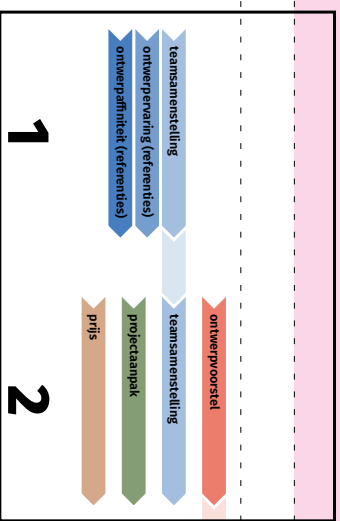 1
teamsamenstelling
ontwerpervaring (referenties)
ontwerpaffiniteit (referenties)
2
ontwerpvoorstel
teamsamenstelling
projectaanpak
prijs